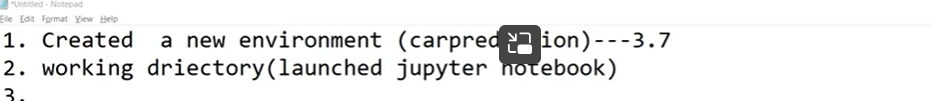 *Untitled - Notepad
File Edit Format View Help
1. Created a new environment (carpred ion)---3.7
2. working driectory(launched jupyter notebook)
3.